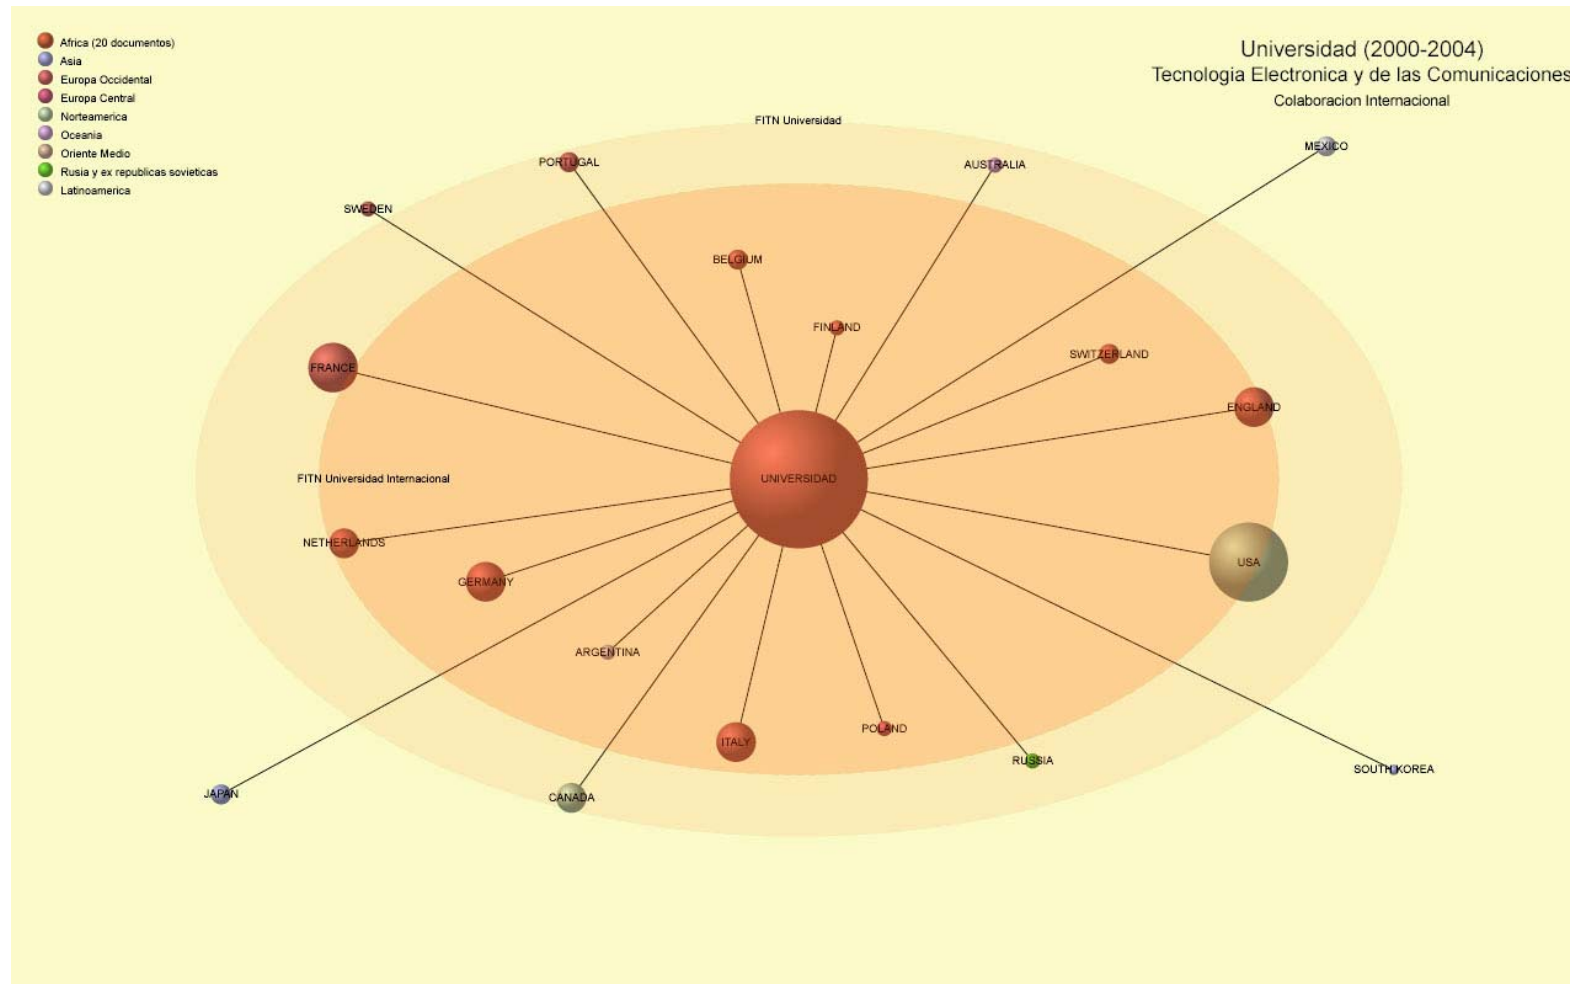 Africa (20 documentos)
Asia
Europa Occidental
Europa Central
Norteamerica
Oceania
Oriente Medio
Rusia y ex republicas sovieticas
Latinoamerica
Universidad (2000-2004)
Tecnologia Electronica y de las Comunicaciones
Colaboracion Internacional
FITN Universidad
MEXICO
PORTUGAL
AUSTRALIA
SWEDEN
BELGIUM
FINLAND
SWITZERLAND
FRANCE
ENGLAND
UNIVERSIDAD
FITN Universidad Internacional
NETHERLANDS
USA
GERMANY
ARGENTINA
POLAND
ITALY
RUSSIA
SOUTH KOREA
JAPAN
CANADA